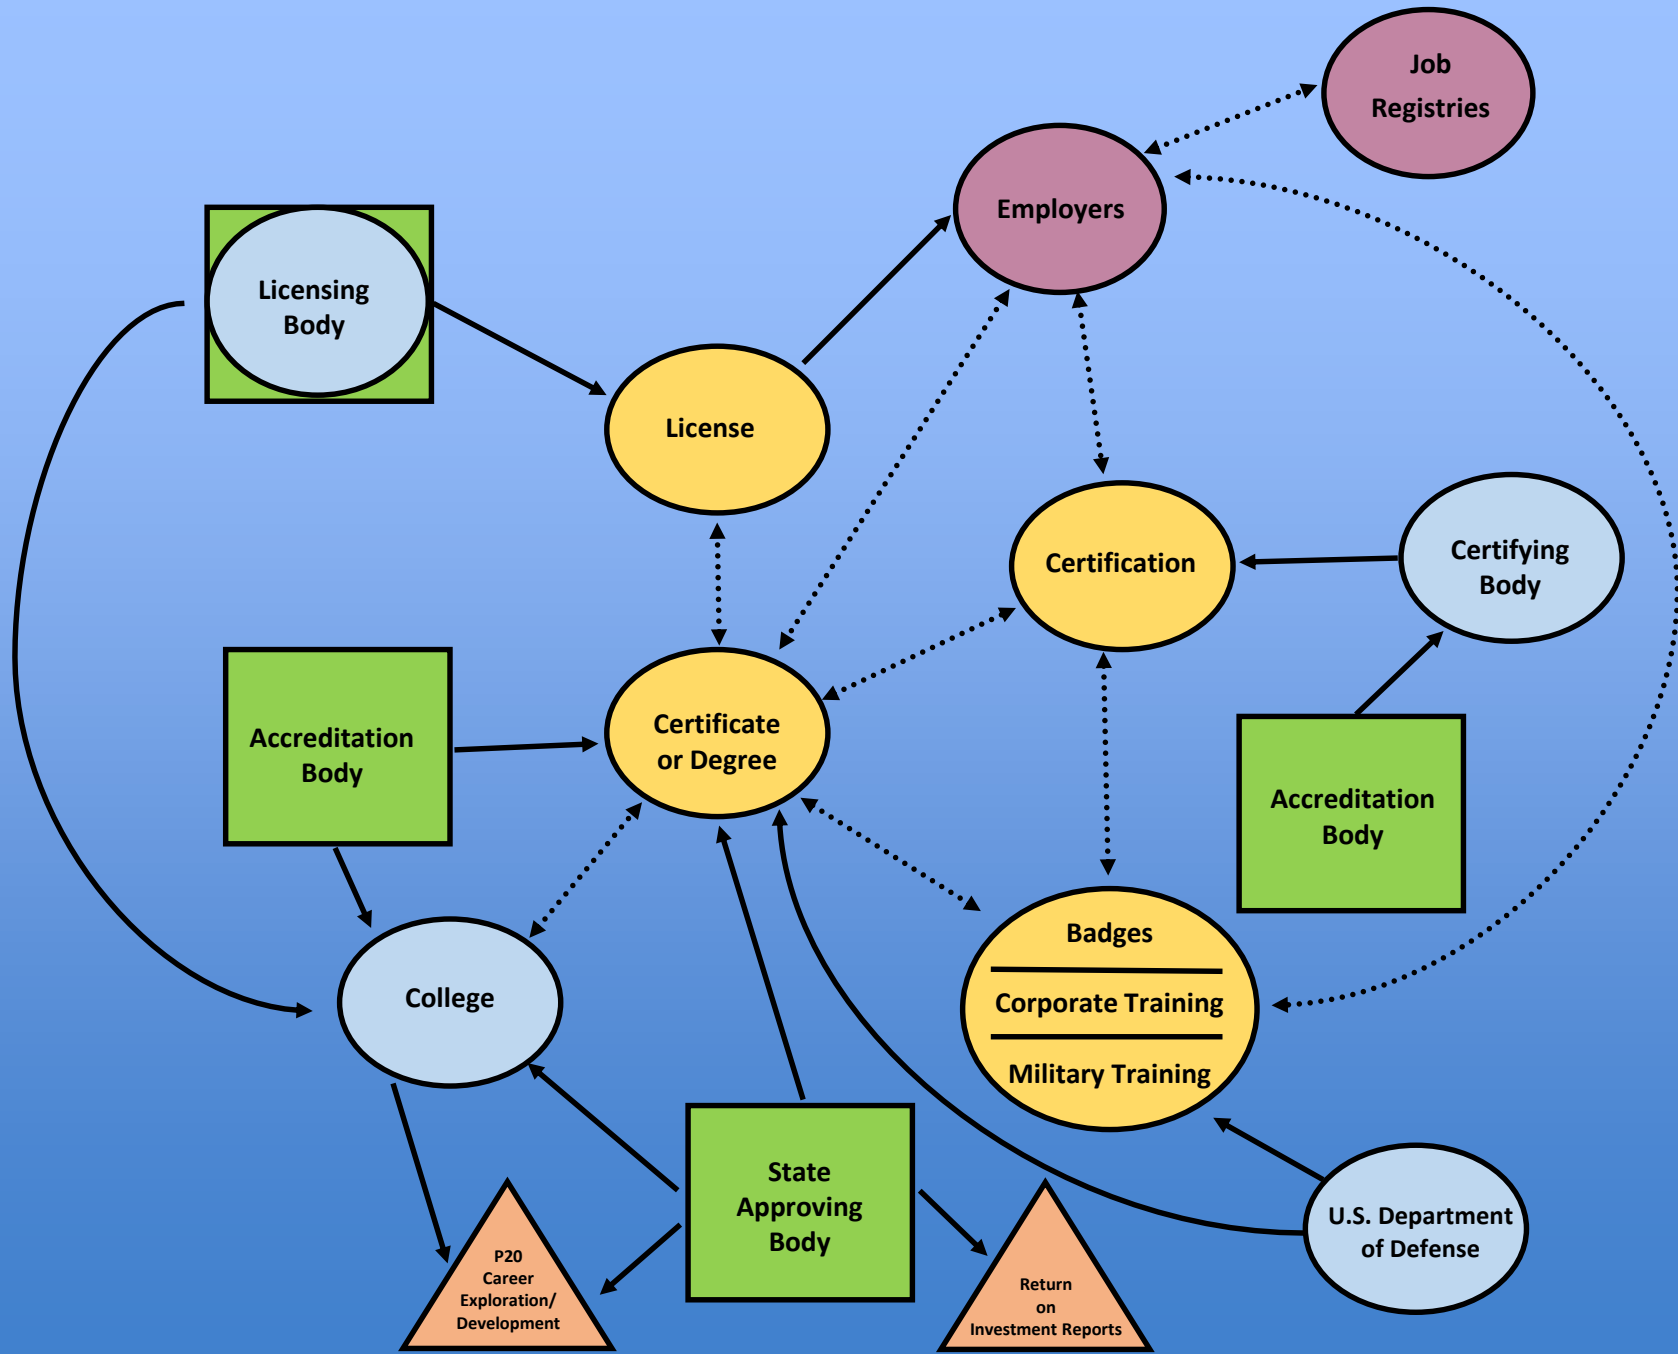 Job
Registries
Employers
Licensing
Body
License
Certification
Certifying
Body
Accreditation
Body
Certificate
or Degree
Accreditation
Body
Badges
Corporate Training
Military Training
College
State
Approving
Body
U.S. Department
of Defense
P20
Career
Exploration/
Development
Return
on
Investment Reports